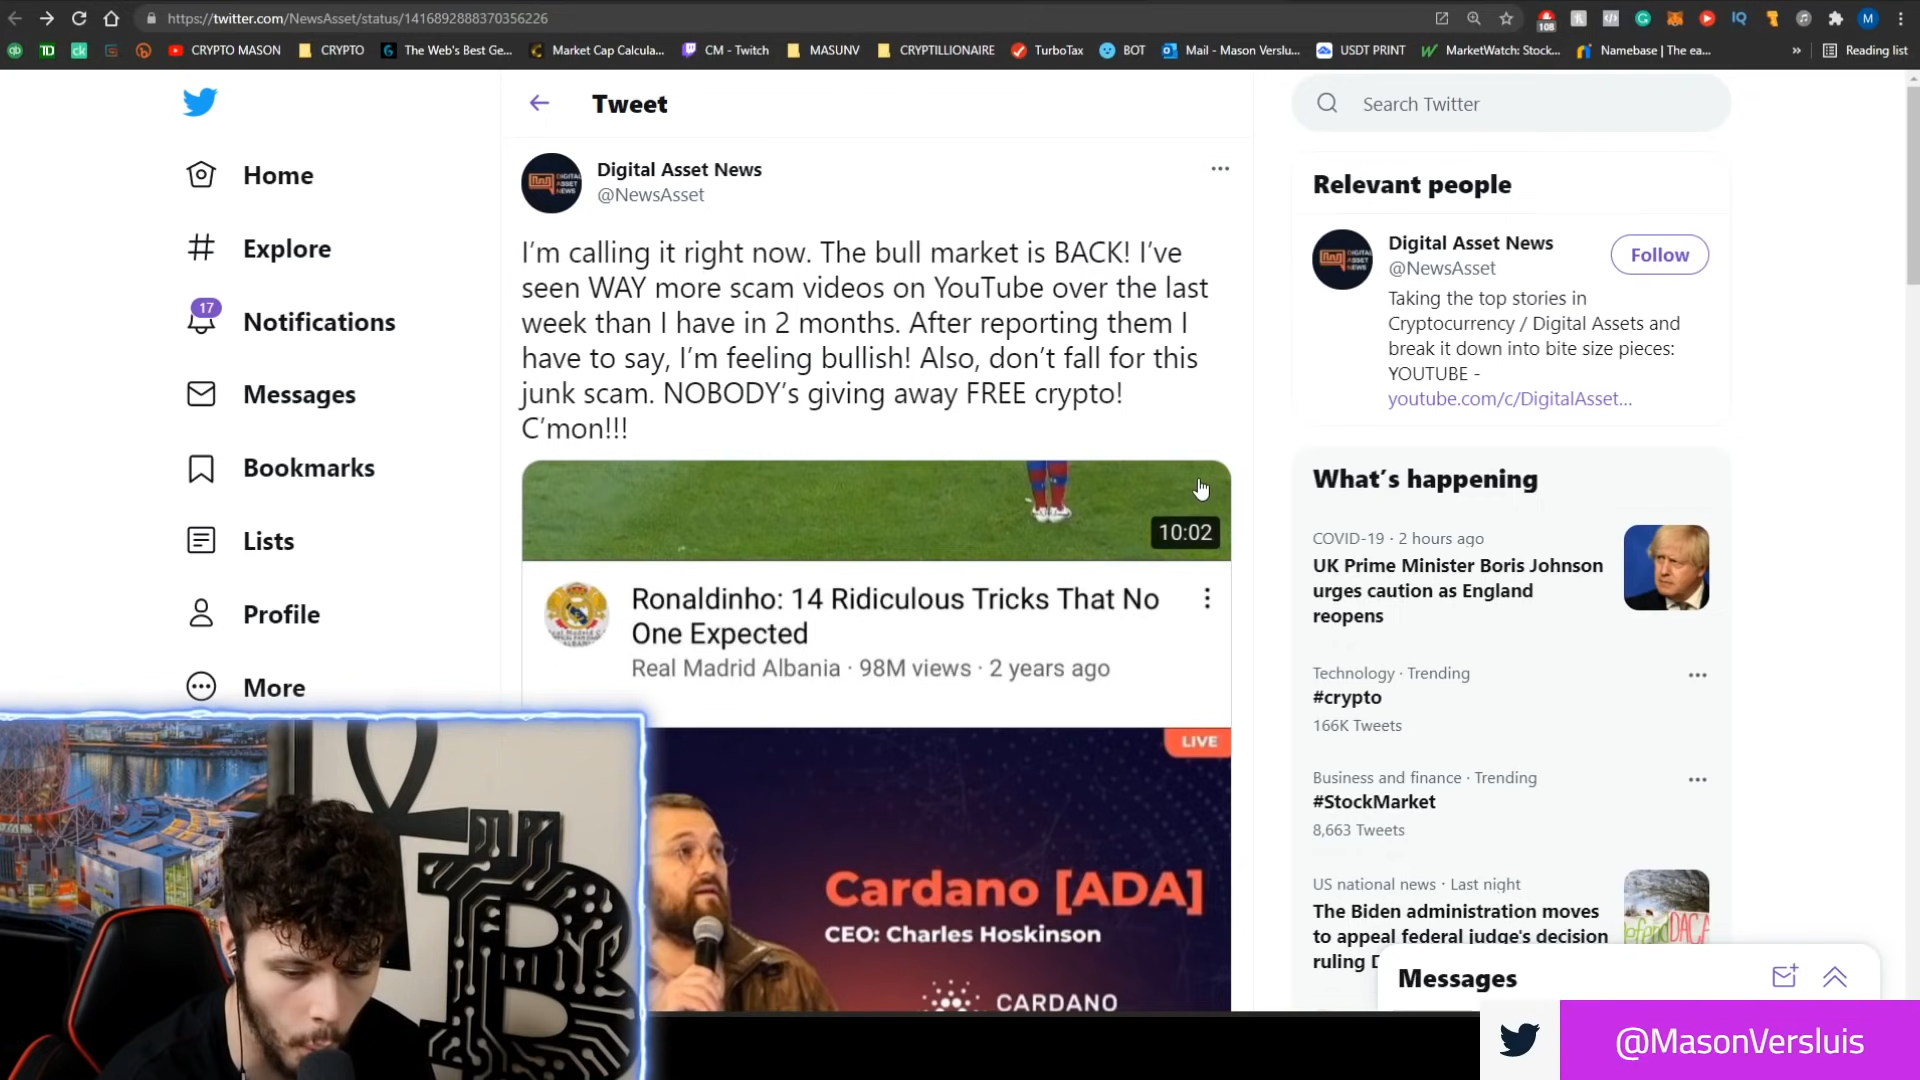 https://twitter.com/NewsAsset/status/1416892888370356226
108
TD
ck
CRYPTO MASON
CRYPTO
The Web's Best Ge...
Market Cap Calcula...
CM - Twitch
MASUNV
CRYPTILLIONAIRE
TurboTax
BOT
Mail - Mason Verslu...
USDT PRINT
MarketWatch: Stock...
Namebase | The ea...
»
Reading list
Home
Explore
17
Notifications
Messages
Bookmarks
Lists
Profile
More
Tweet
Digital Asset News
@NewsAsset
I'm calling it right now. The bull market is BACK! I've
seen WAY more scam videos on YouTube over the last
week than I have in 2 months. After reporting them I
have to say, I'm feeling bullish! Also, don't fall for this
junk scam. NOBODY's giving away FREE crypto!
C'mon!!!
10:02
Ronaldinho: 14 Ridiculous Tricks That No
One Expected
Real Madrid Albania · 98M views · 2 years ago
LIVE
Cardano [ADA]
CEO: Charles Hoskinson
CARDANO
Search Twitter
Relevant people
Digital Asset News
@NewsAsset
Follow
Taking the top stories in
Cryptocurrency / Digital Assets and
break it down into bite size pieces:
YOUTUBE -
youtube.com/c/DigitalAsset...
What's happening
COVID-19 · 2 hours ago
UK Prime Minister Boris Johnson
urges caution as England
reopens
Technology · Trending
#crypto
166K Tweets
Business and finance · Trending
#StockMarket
8,663 Tweets
US national news · Last night
The Biden administration moves
to appeal federal judge's decision
ruling
Messages
@MasonVersluis